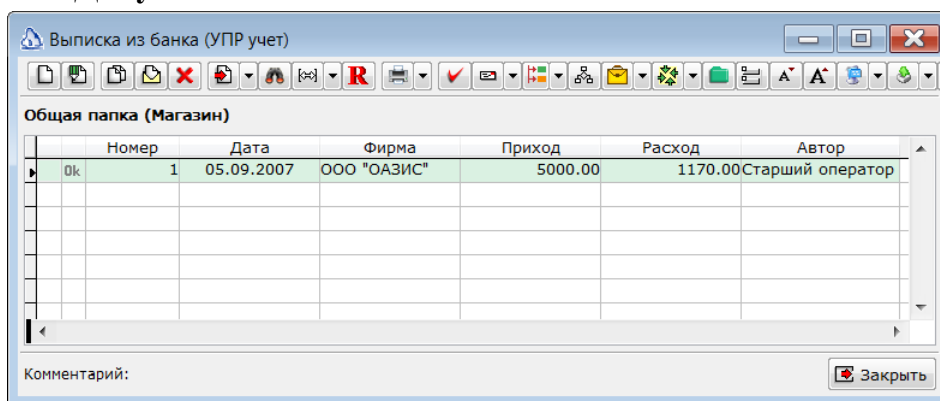 Выписка из банка (УПР учет)
R A A
Общая папка (Магазин)
Номер Дата Фирма Приход Расход Автор
Ok 1 05.09.2007 ООО "ОАЗИС" 5000.00 1170.00 Старший оператор
Комментарий: Закрыть